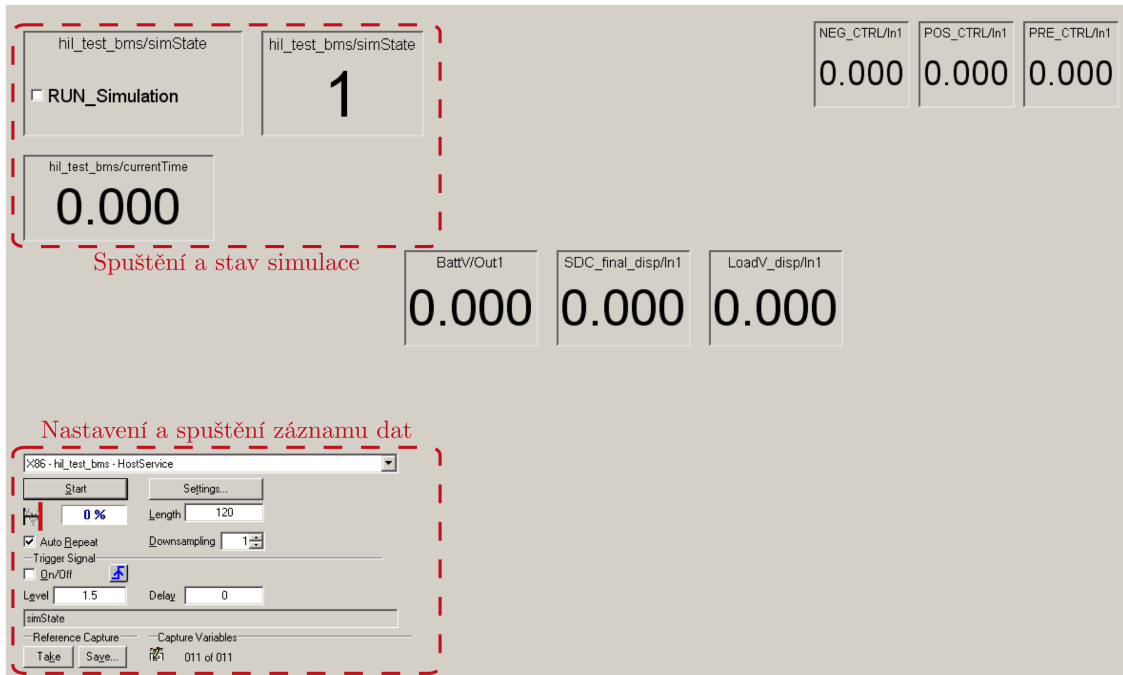 hil_test_bms/simState
RUN_Simulation
hil_test_bms/simState
1
NEG_CTRL/In1
0.000
POS_CTRL/In1
0.000
PRE_CTRL/In1
0.000
hil_test_bms/currentTime
0.000
Spuštění a stav simulace
BattV/Out1
0.000
SDC_final_disp/In1
0.000
LoadV_disp/In1
0.000
Nastavení a spuštění záznamu dat
X86 - hil_test_bms - HostService
Start Settings...
0 % Length 120
Auto Repeat Downsampling 1
Trigger Signal
On/Off
Level 1.5 Delay 0
simState
Reference Capture Capture Variables
Take Save... 011 of 011